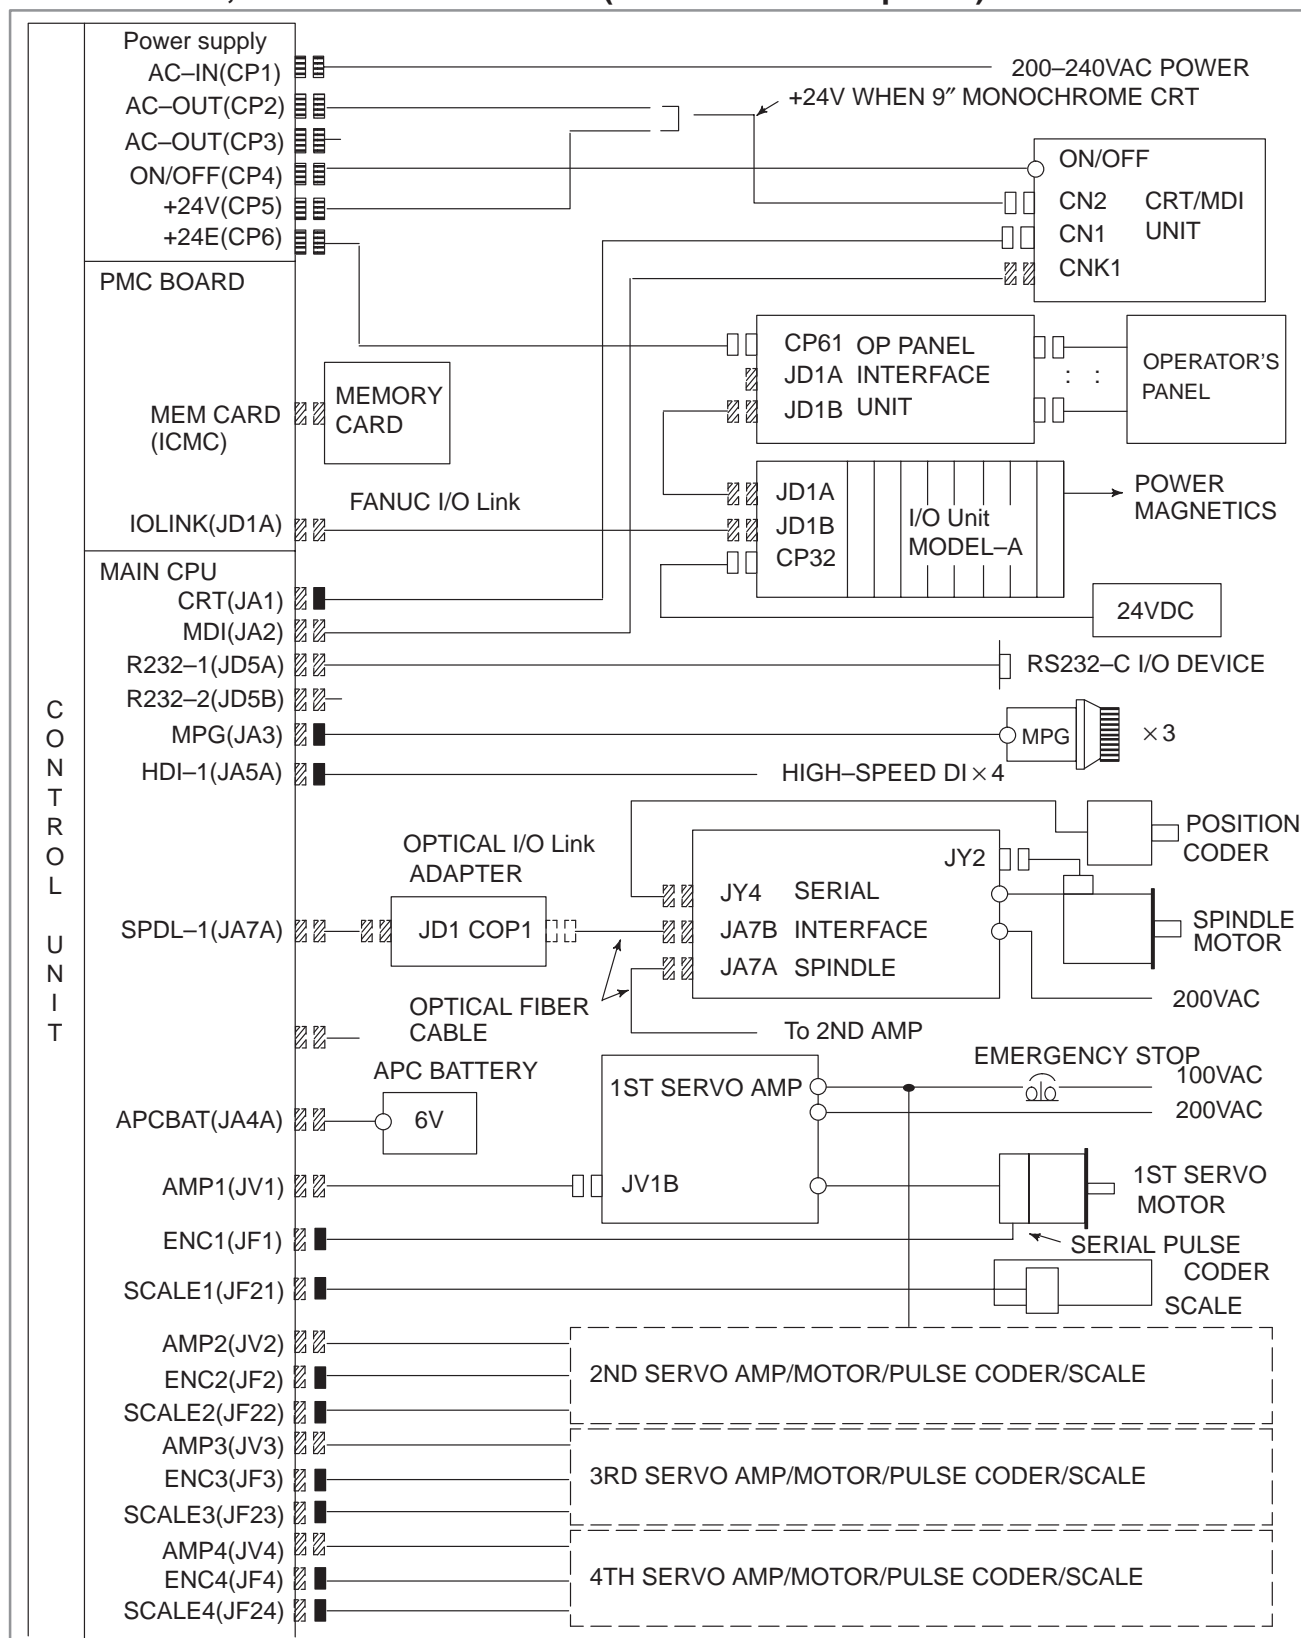 Power supply
AC–IN(CP1)
200–240VAC POWER
AC–OUT(CP2)
+24V WHEN 9″ MONOCHROME CRT
AC–OUT(CP3)
ON/OFF(CP4)
ON/OFF
+24V(CP5)
CN2
CRT/MDI
UNIT
+24E(CP6)
CN1
CNK1
PMC BOARD
CP61
OP PANEL
INTERFACE
UNIT
JD1A
JD1B
: :
OPERATOR'S
PANEL
MEM CARD
(ICMC)
MEMORY
CARD
JD1A
JD1B
CP32
I/O Unit
MODEL–A
POWER
MAGNETICS
FANUC I/O Link
IOLINK(JD1A)
24VDC
MAIN CPU
CRT(JA1)
MDI(JA2)
R232–1(JD5A)
RS232–C I/O DEVICE
R232–2(JD5B)
MPG(JA3)
MPG
×3
HDI–1(JA5A)
HIGH–SPEED DI×4
CONTROL UNIT
POSITION
CODER
OPTICAL I/O Link
ADAPTER
JY2
JY4
SERIAL
SPDL–1(JA7A)
JD1 COP1
JA7B
INTERFACE
JA7A
SPINDLE
SPINDLE
MOTOR
200VAC
OPTICAL FIBER
CABLE
To 2ND AMP
APC BATTERY
EMERGENCY STOP
1ST SERVO AMP
100VAC
200VAC
APCBAT(JA4A)
6V
AMP1(JV1)
JV1B
1ST SERVO
MOTOR
ENC1(JF1)
SERIAL PULSE
CODER
SCALE1(JF21)
SCALE
AMP2(JV2)
ENC2(JF2)
2ND SERVO AMP/MOTOR/PULSE CODER/SCALE
SCALE2(JF22)
AMP3(JV3)
ENC3(JF3)
3RD SERVO AMP/MOTOR/PULSE CODER/SCALE
SCALE3(JF23)
AMP4(JV4)
ENC4(JF4)
4TH SERVO AMP/MOTOR/PULSE CODER/SCALE
SCALE4(JF24)